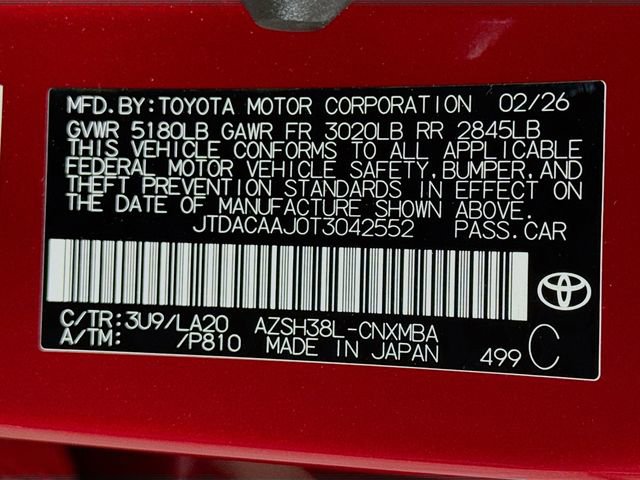 MFD.BY:TOYOTA MOTOR CORPORATION 02/26
GVWR 5180LB GAWR FR 3020LB RR 2845LB
THIS VEHICLE CONFORMS TO ALL APPLICABLE
FEDERAL MOTOR VEHICLE SAFETY,BUMPER,AND
THEFT PREVENTION STANDARDS IN EFFECT ON
THE DATE OF MANUFACTURE SHOWN ABOVE.
JTDACAAJ0T3042552 PASS.CAR
C/TR:3U9/LA20 AZSH38L-CNXMBA
A/TM: /P810 MADE IN JAPAN 499 C